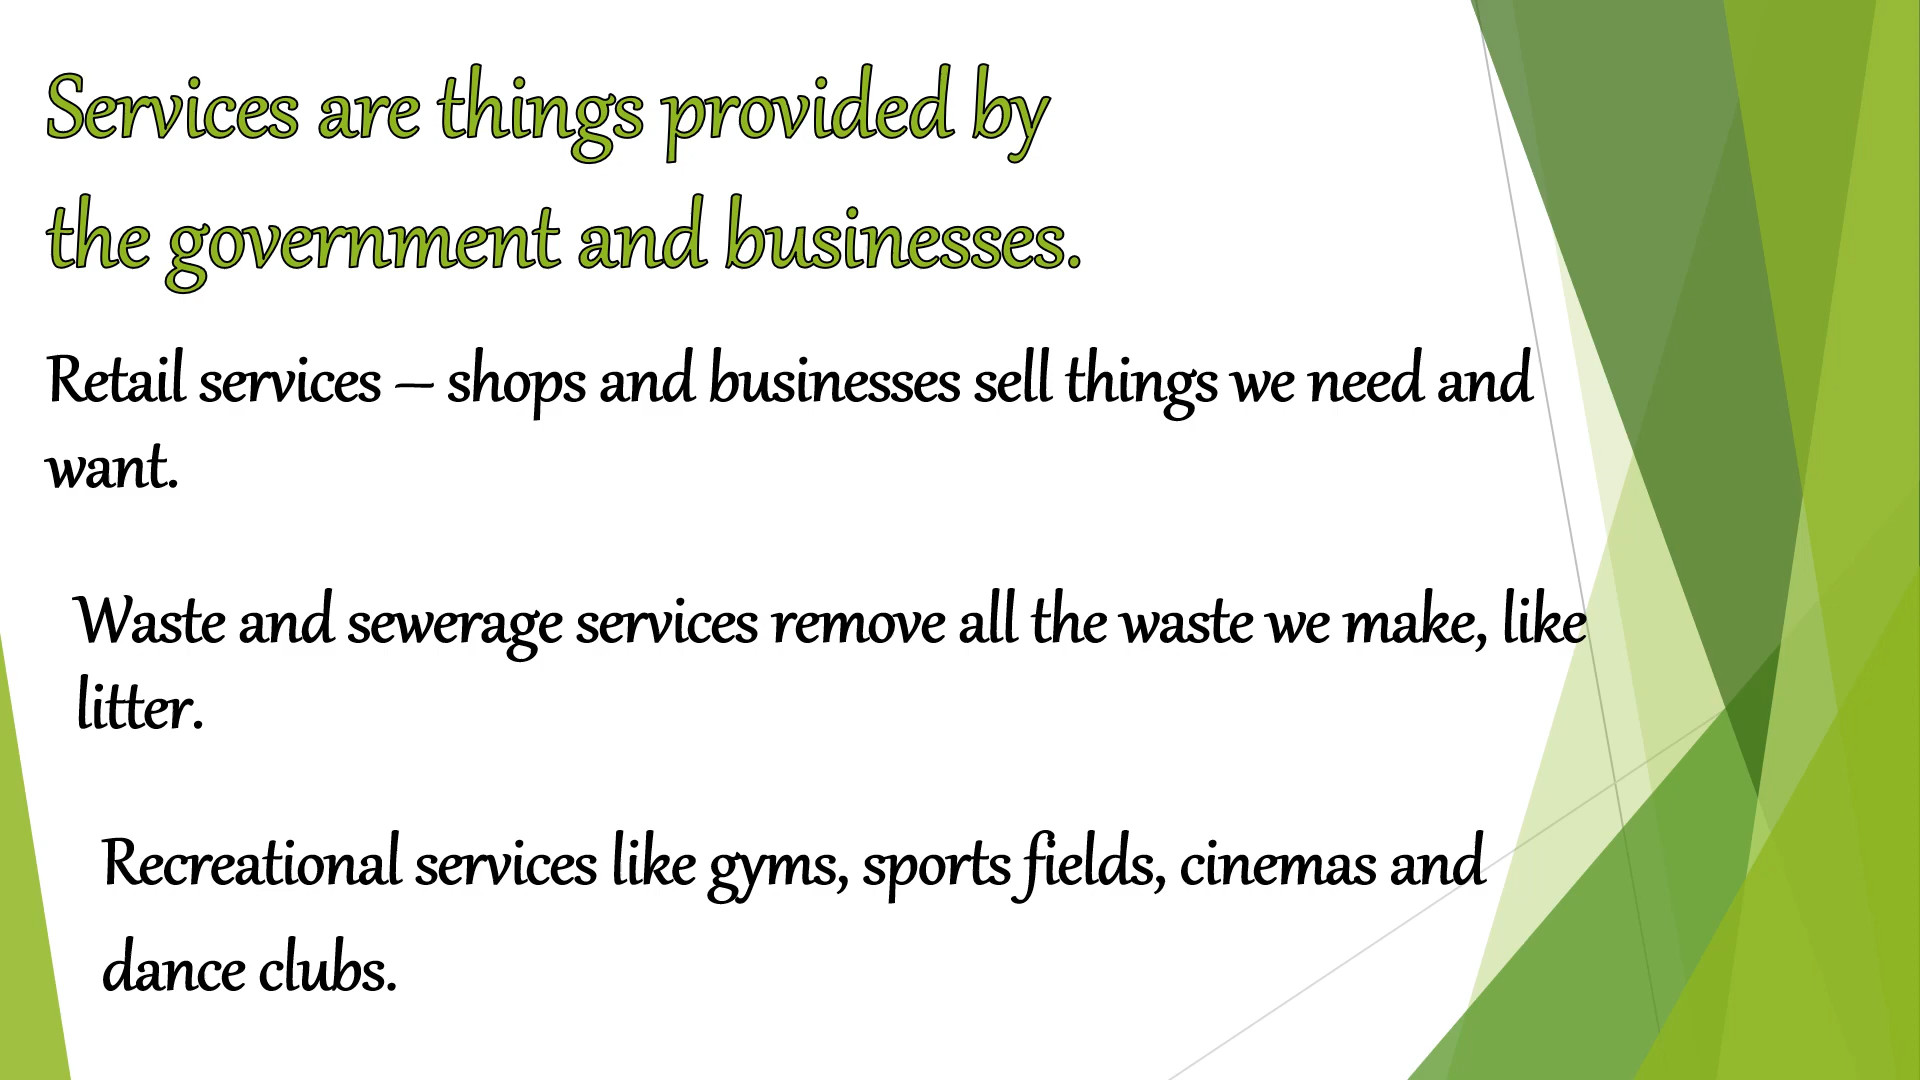 Services are things provided by
the government and businesses.
Retail services – shops and businesses sell things we need and
want.
Waste and sewerage services remove all the waste we make, like
litter.
Recreational services like gyms, sports fields, cinemas and
dance clubs.